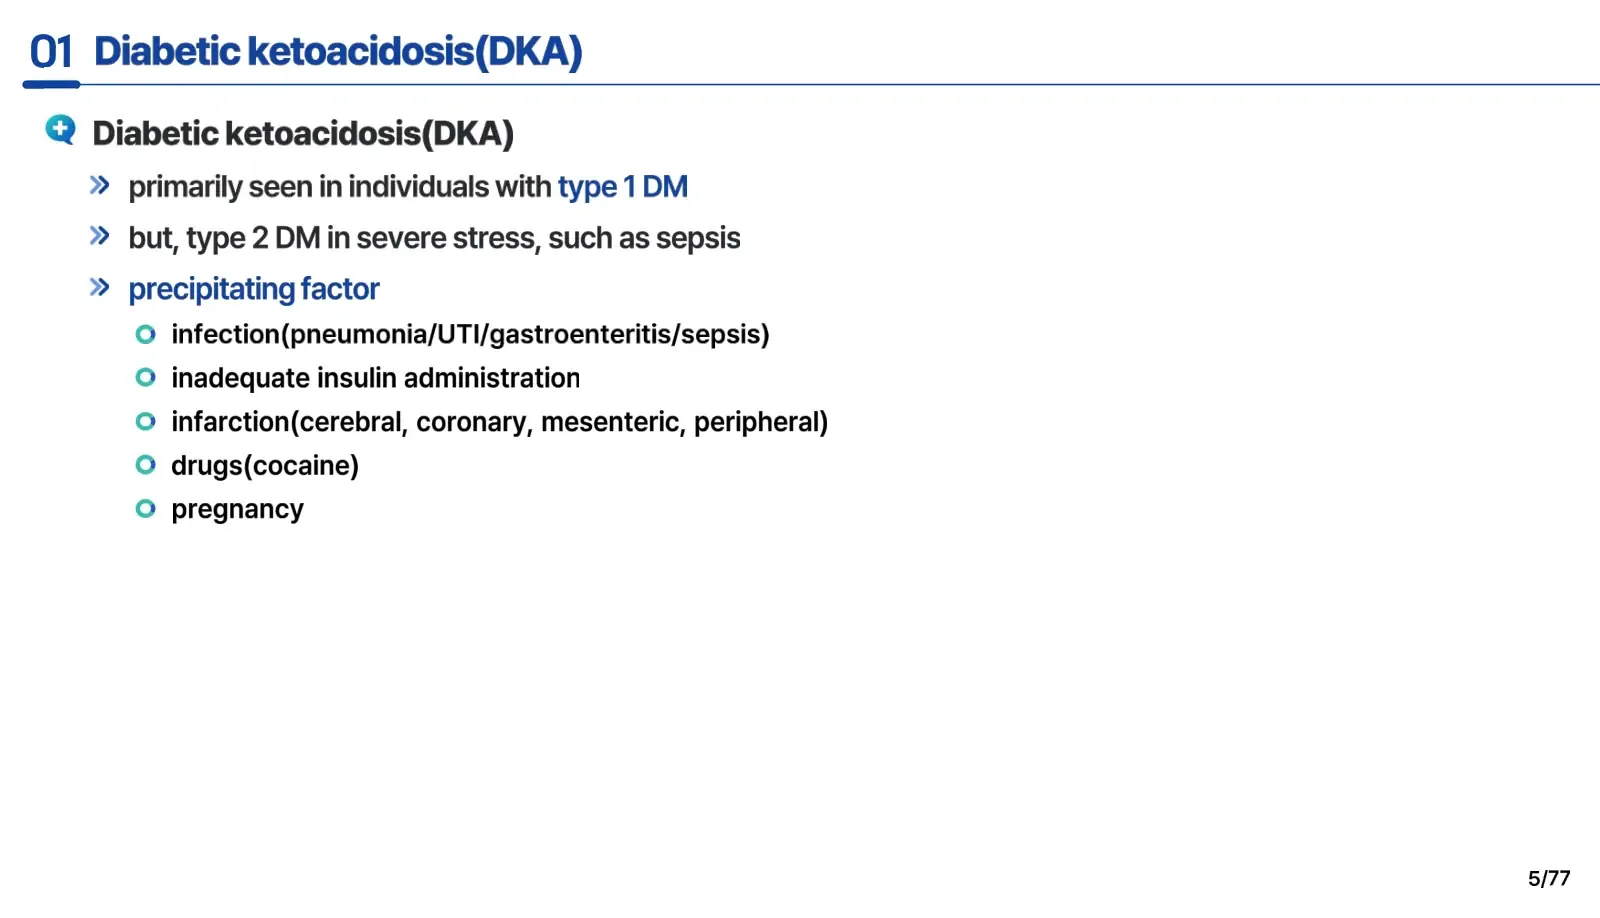 01 Diabetic ketoacidosis(DKA)
Diabetic ketoacidosis(DKA)
primarily seen in individuals with type 1 DM
but, type 2 DM in severe stress, such as sepsis
precipitating factor
infection(pneumonia/UTI/gastroenteritis/sepsis)
inadequate insulin administration
infarction(cerebral, coronary, mesenteric, peripheral)
drugs(cocaine)
pregnancy
5/77